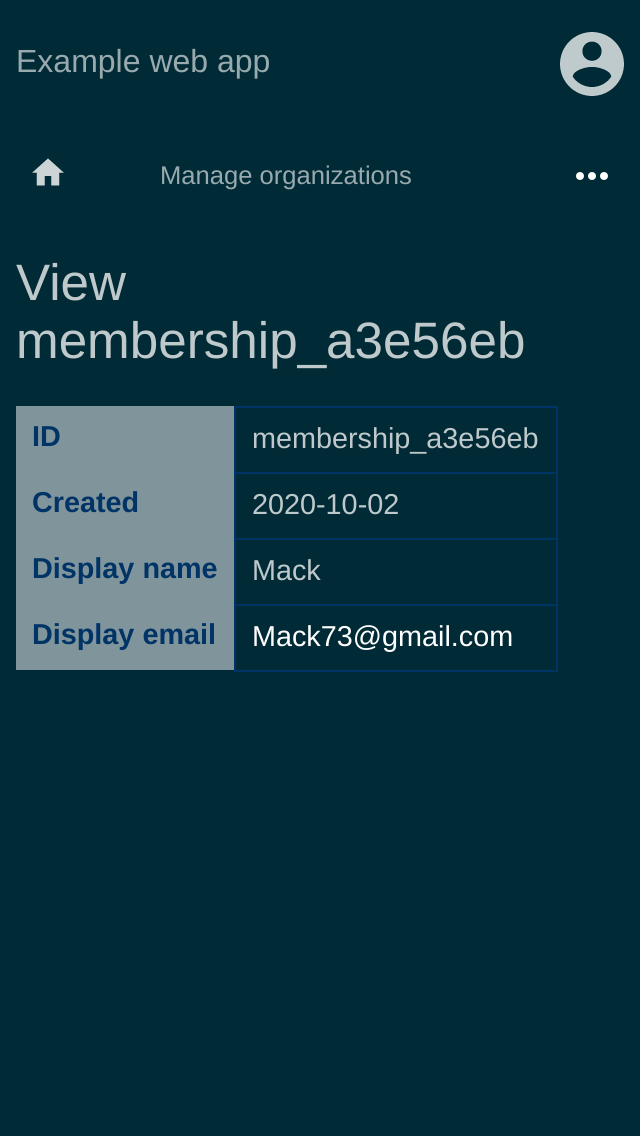 Example web app
Manage organizations
View
membership_a3e56eb
ID membership_a3e56eb
Created 2020-10-02
Display name Mack
Display email Mack73@gmail.com